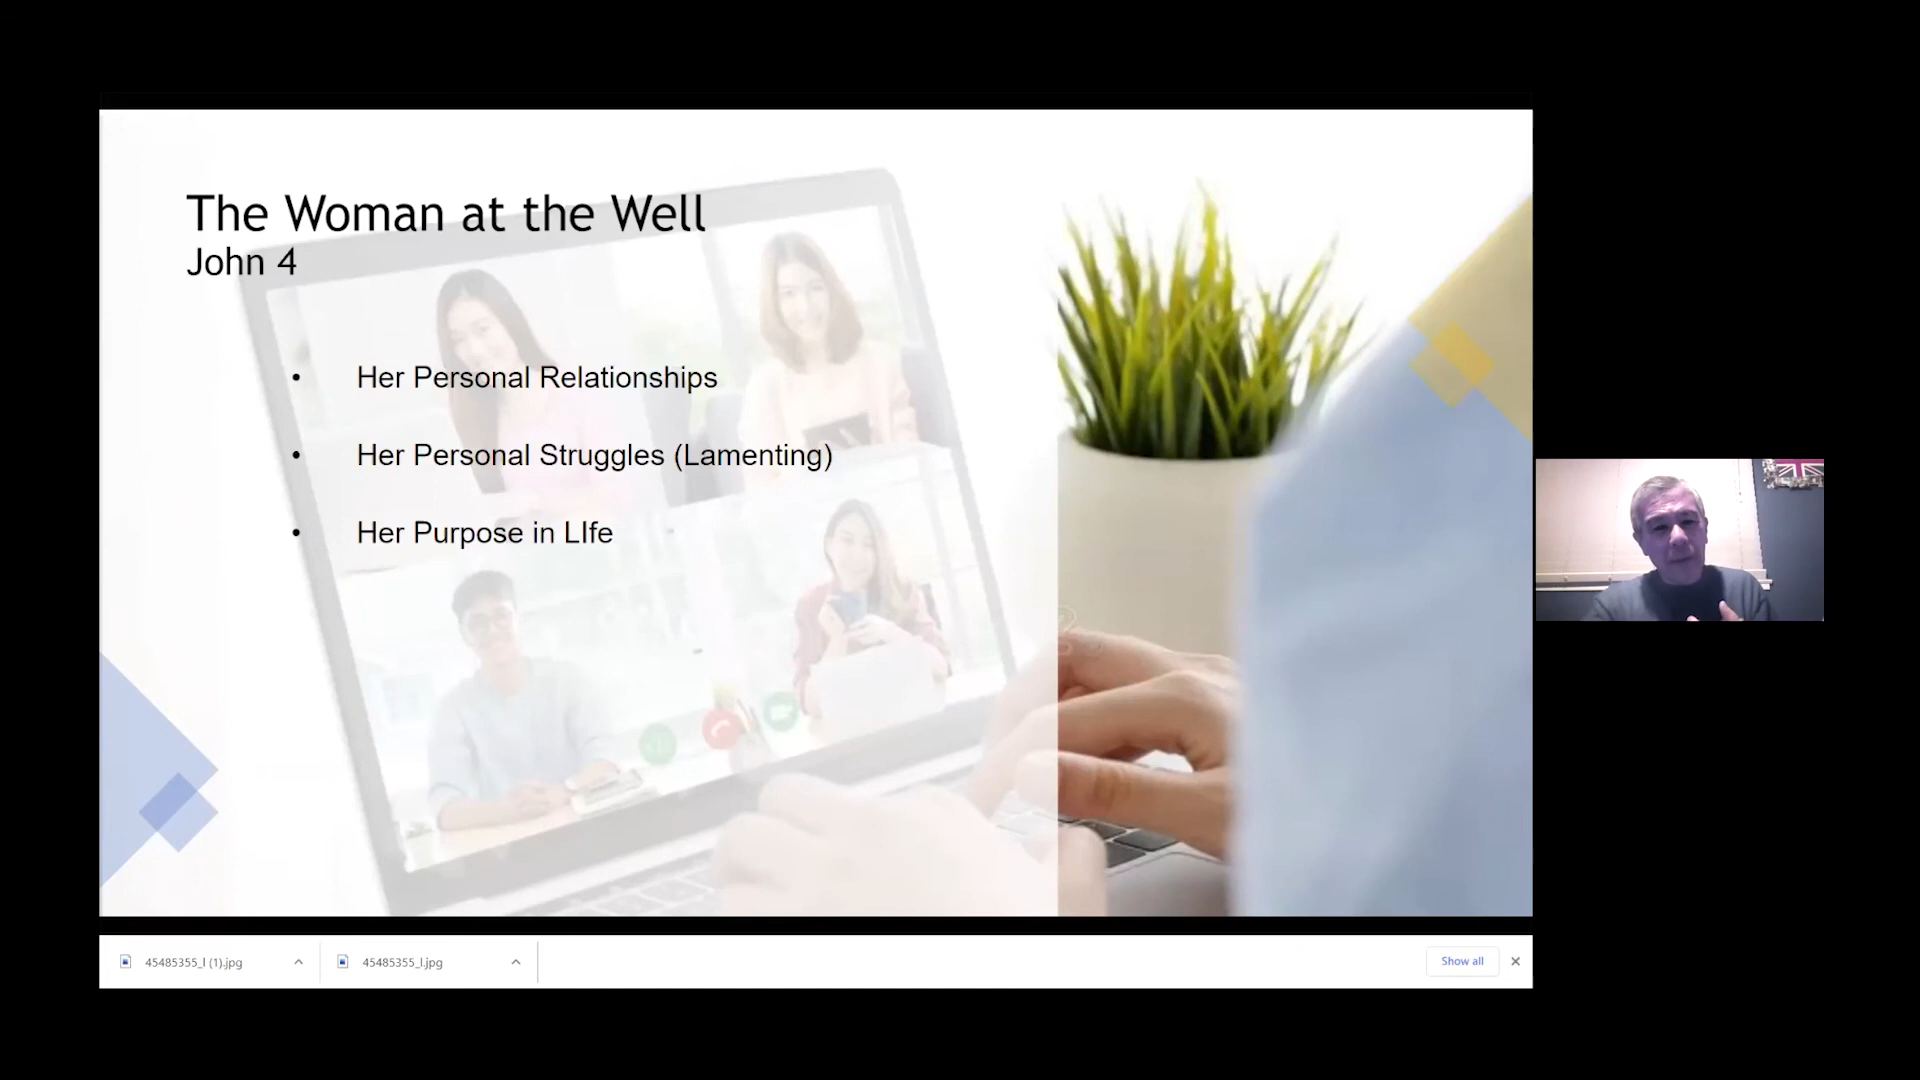 The Woman at the Well
John 4
• Her Personal Relationships
• Her Personal Struggles (Lamenting)
• Her Purpose in LIfe
45485355_l (1).jpg
45485355_l.jpg
Show all